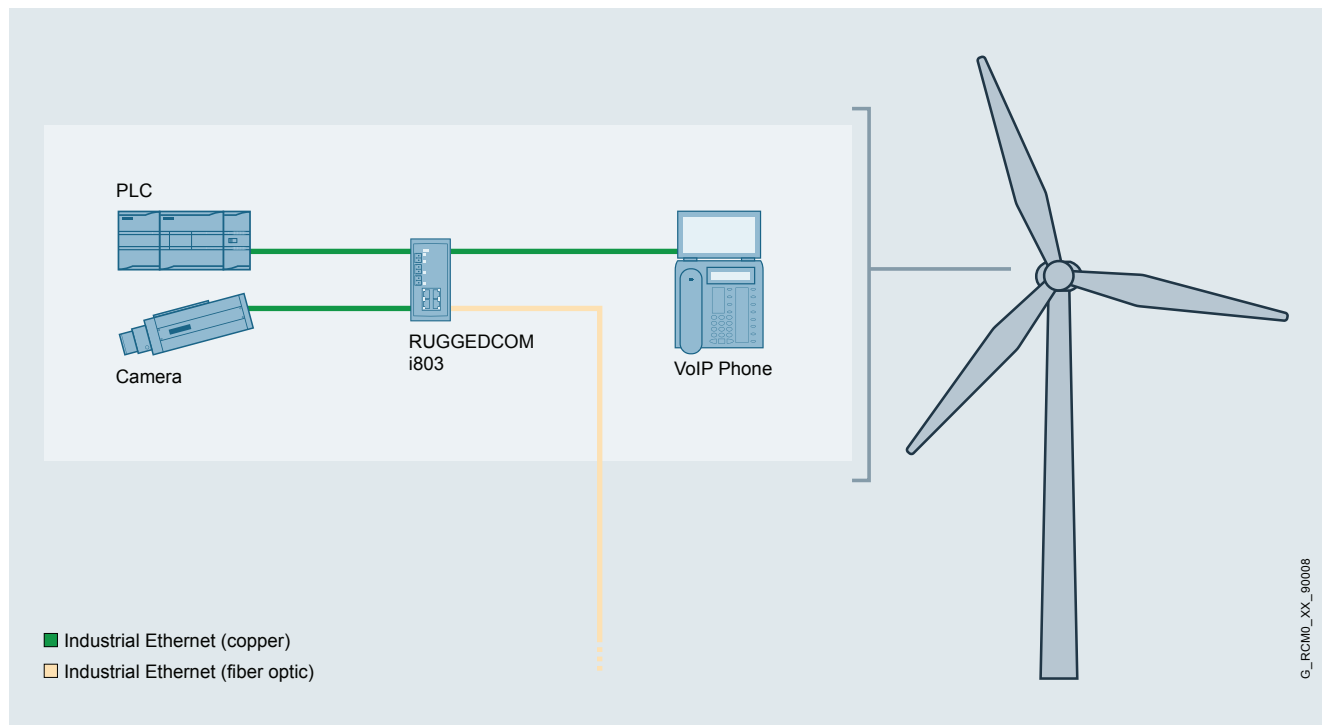 PLC
RUGGEDCOM
i803
Camera
VoIP Phone
Industrial Ethernet (copper)
Industrial Ethernet (fiber optic)
G_RCM0_XX_90008